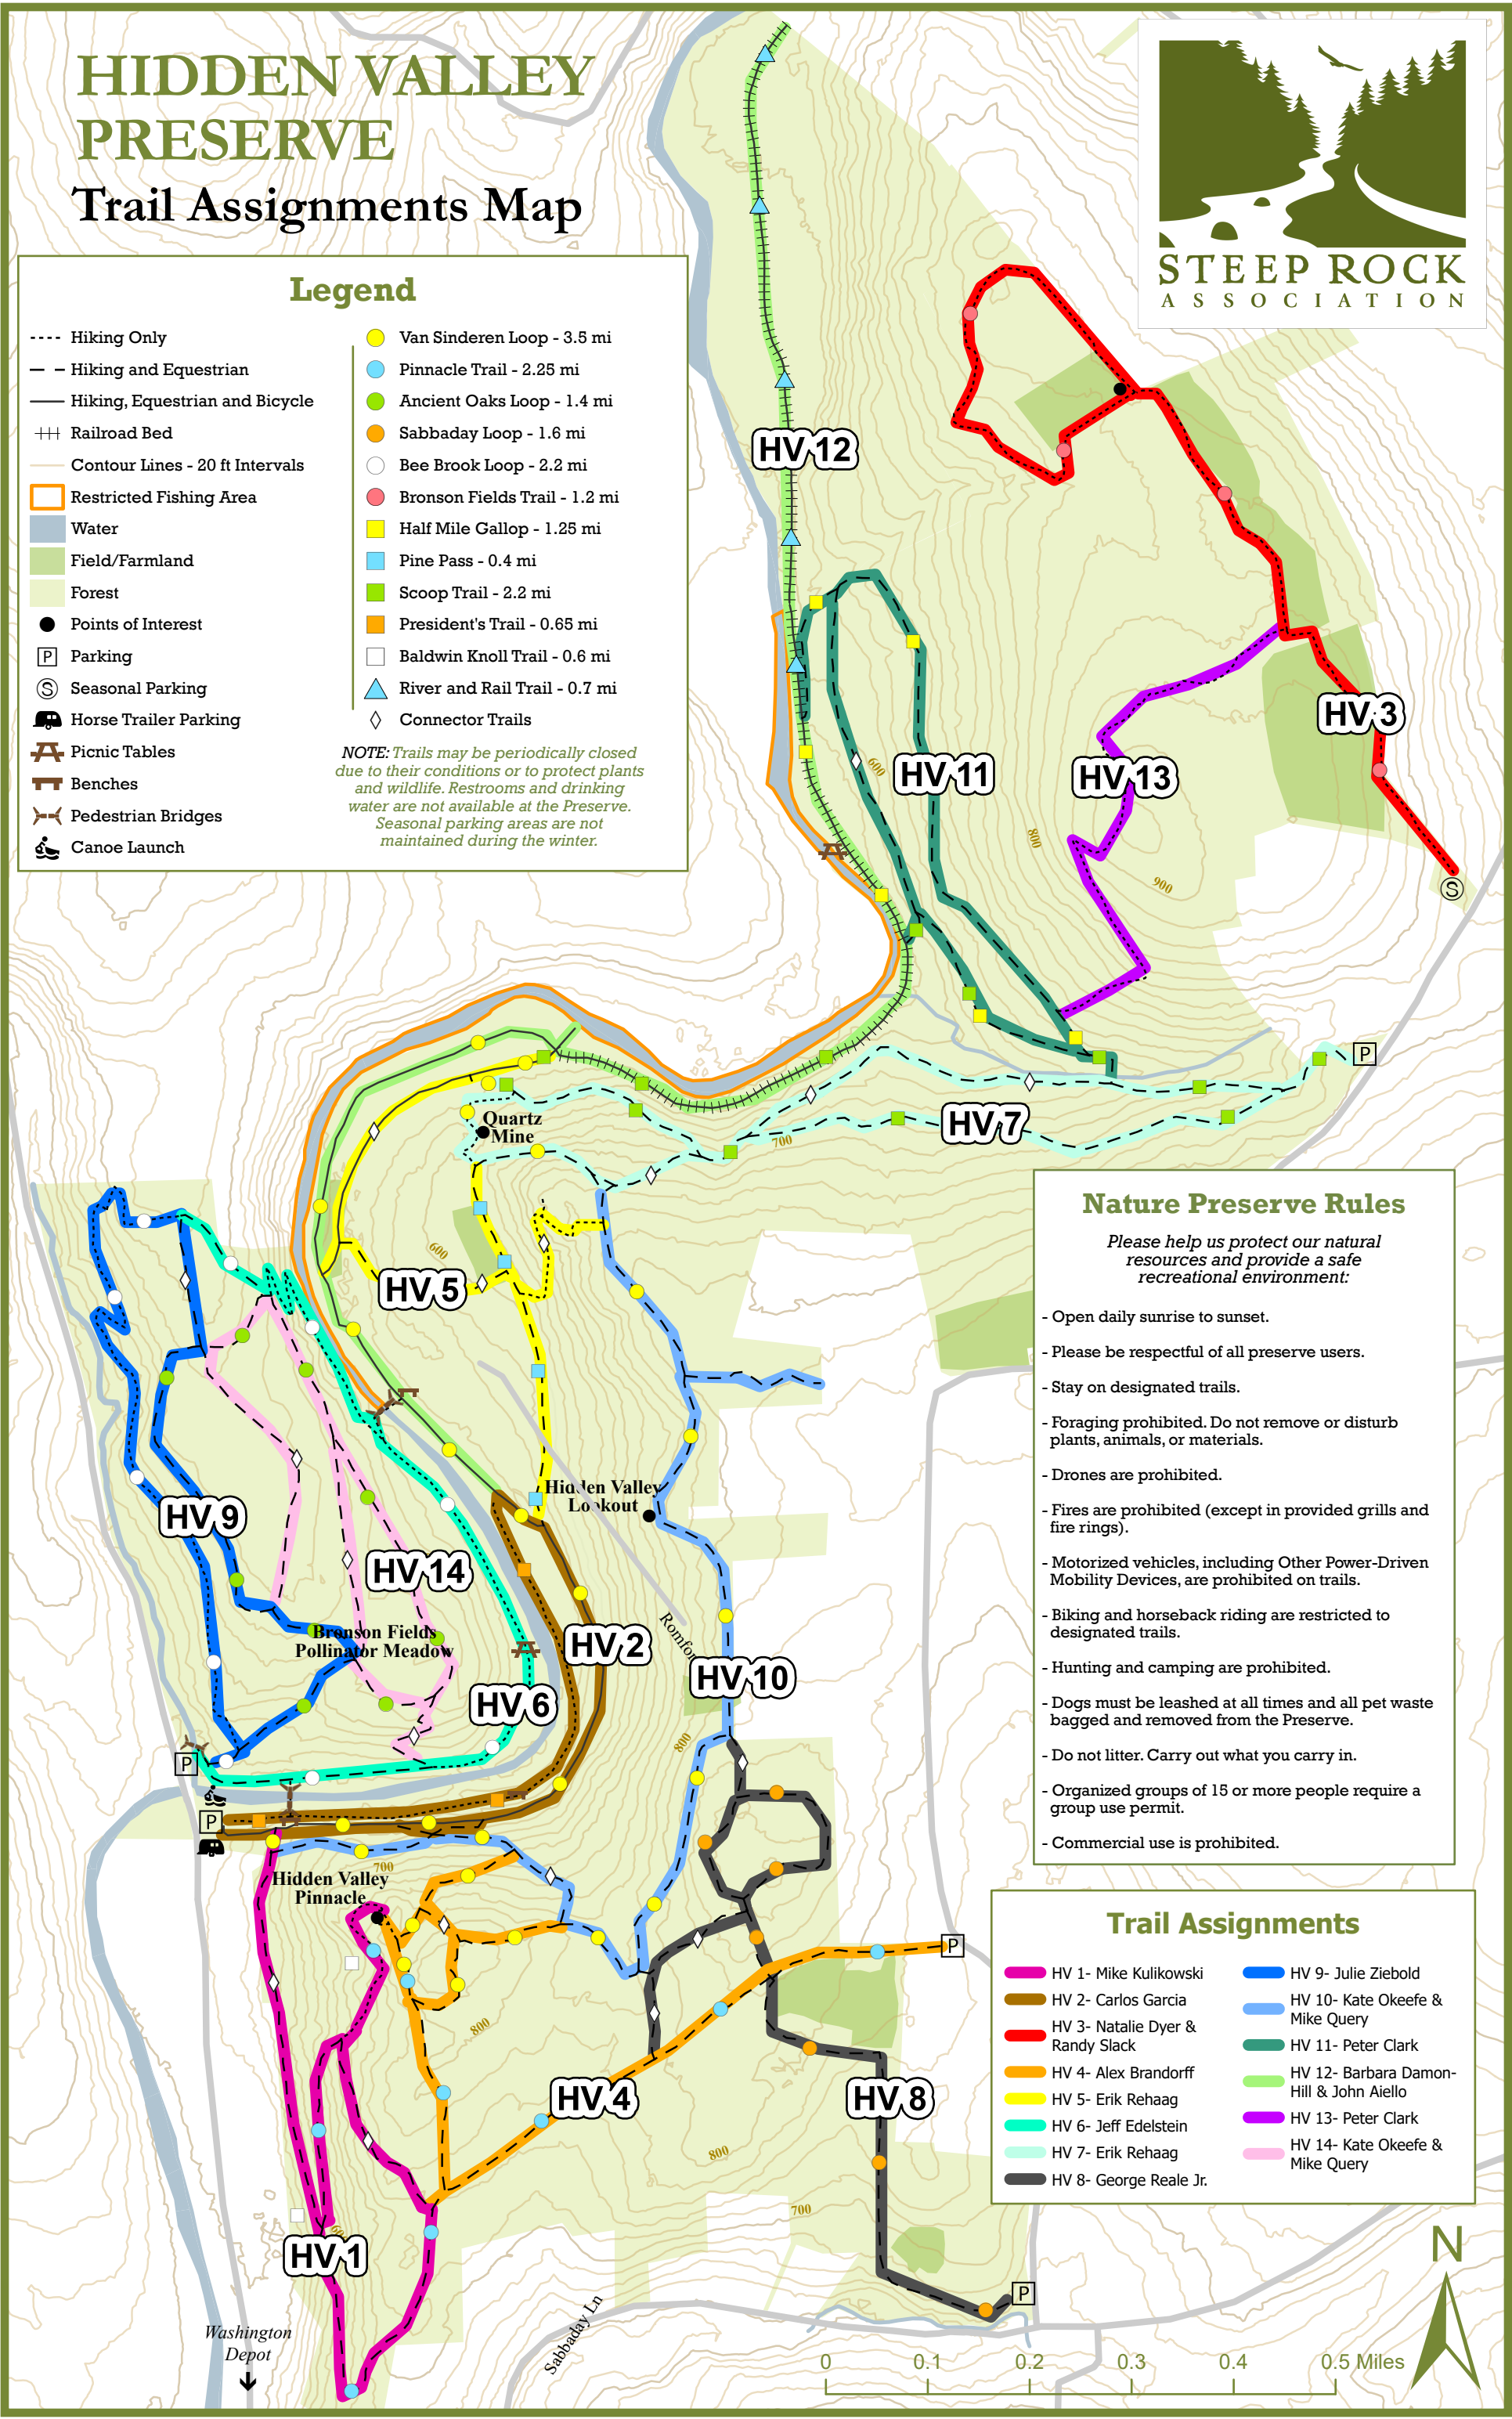 HIDDEN VALLEY
PRESERVE
Trail Assignments Map
STEEP ROCK
ASSOCIATION
Legend
Hiking Only
Hiking and Equestrian
Hiking, Equestrian and Bicycle
Railroad Bed
Contour Lines - 20 ft Intervals
Restricted Fishing Area
Water
Field/Farmland
Forest
Points of Interest
P Parking
S Seasonal Parking
Horse Trailer Parking
Picnic Tables
Benches
Pedestrian Bridges
Canoe Launch
Van Sinderen Loop - 3.5 mi
Pinnacle Trail - 2.25 mi
Ancient Oaks Loop - 1.4 mi
Sabbaday Loop - 1.6 mi
Bee Brook Loop - 2.2 mi
Bronson Fields Trail - 1.2 mi
Half Mile Gallop - 1.25 mi
Pine Pass - 0.4 mi
Scoop Trail - 2.2 mi
President's Trail - 0.65 mi
Baldwin Knoll Trail - 0.6 mi
River and Rail Trail - 0.7 mi
Connector Trails
NOTE: Trails may be periodically closed
due to their conditions or to protect plants
and wildlife. Restrooms and drinking
water are not available at the Preserve.
Seasonal parking areas are not
maintained during the winter.
HV 12
HV 3
HV 11
HV 13
600
800
900
S
P
Quartz
Mine
HV 7
700
600
HV 5
Hidden Valley
Lookout
HV 9
HV 14
Bronson Fields
Pollinator Meadow
HV 2
Romfor
HV 10
HV 6
800
P
P
700
Hidden Valley
Pinnacle
P
800
HV 4
HV 8
800
700
HV 1
P
Washington
Depot
Sabbaday Ln
Nature Preserve Rules
Please help us protect our natural
resources and provide a safe
recreational environment:
- Open daily sunrise to sunset.
- Please be respectful of all preserve users.
- Stay on designated trails.
- Foraging prohibited. Do not remove or disturb
plants, animals, or materials.
- Drones are prohibited.
- Fires are prohibited (except in provided grills and
fire rings).
- Motorized vehicles, including Other Power-Driven
Mobility Devices, are prohibited on trails.
- Biking and horseback riding are restricted to
designated trails.
- Hunting and camping are prohibited.
- Dogs must be leashed at all times and all pet waste
bagged and removed from the Preserve.
- Do not litter. Carry out what you carry in.
- Organized groups of 15 or more people require a
group use permit.
- Commercial use is prohibited.
Trail Assignments
HV 1- Mike Kulikowski
HV 2- Carlos Garcia
HV 3- Natalie Dyer &
Randy Slack
HV 4- Alex Brandorff
HV 5- Erik Rehaag
HV 6- Jeff Edelstein
HV 7- Erik Rehaag
HV 8- George Reale Jr.
HV 9- Julie Ziebold
HV 10- Kate Okeefe &
Mike Query
HV 11- Peter Clark
HV 12- Barbara Damon-
Hill & John Aiello
HV 13- Peter Clark
HV 14- Kate Okeefe &
Mike Query
N
0 0.1 0.2 0.3 0.4 0.5 Miles